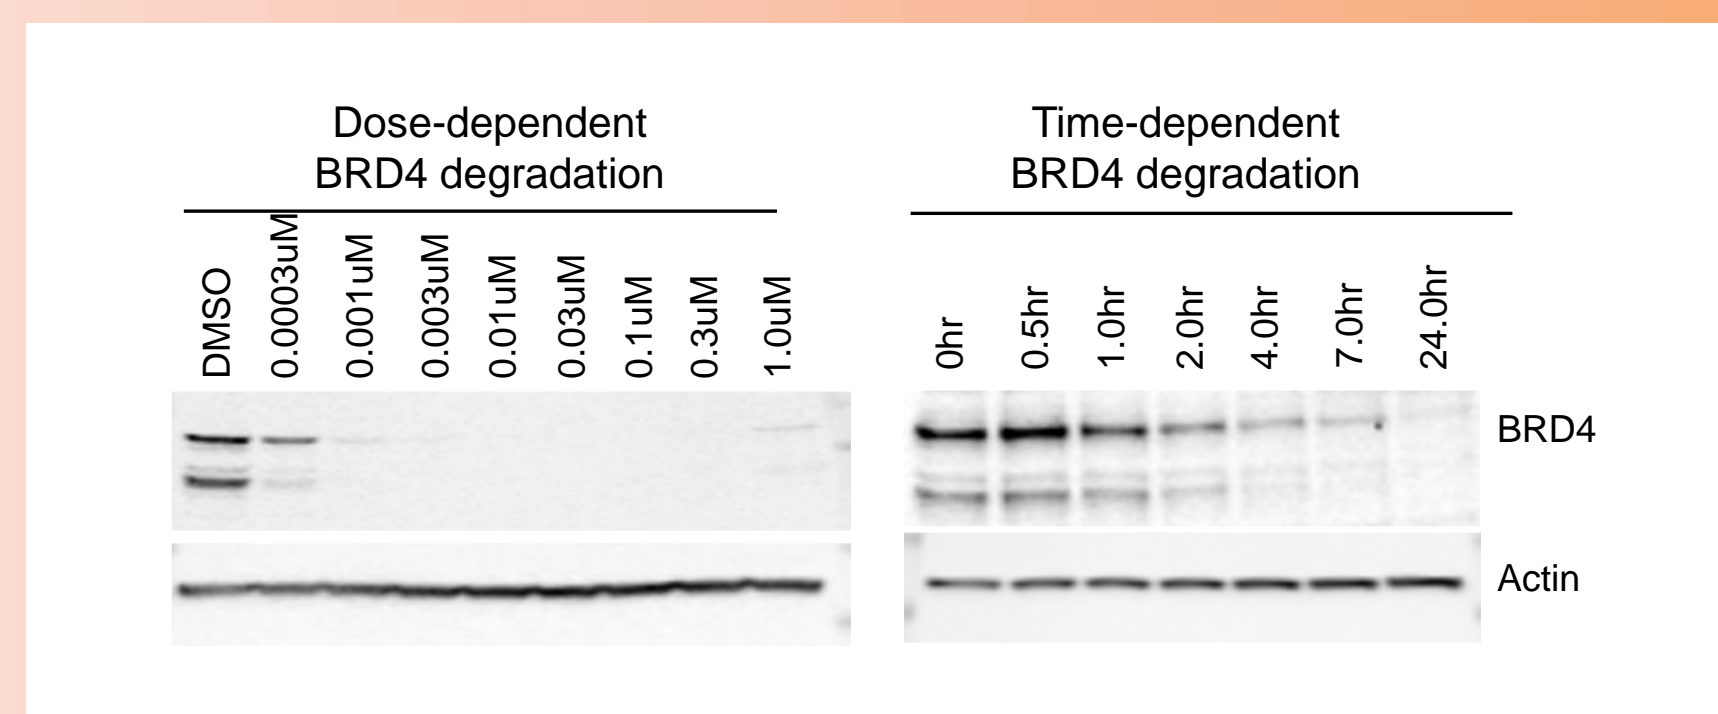 Dose-dependent
BRD4 degradation
DMSO
0.0003uM
0.001uM
0.003uM
0.01uM
0.03uM
0.1uM
0.3uM
1.0uM
Time-dependent
BRD4 degradation
0hr
0.5hr
1.0hr
2.0hr
4.0hr
7.0hr
24.0hr
BRD4
Actin